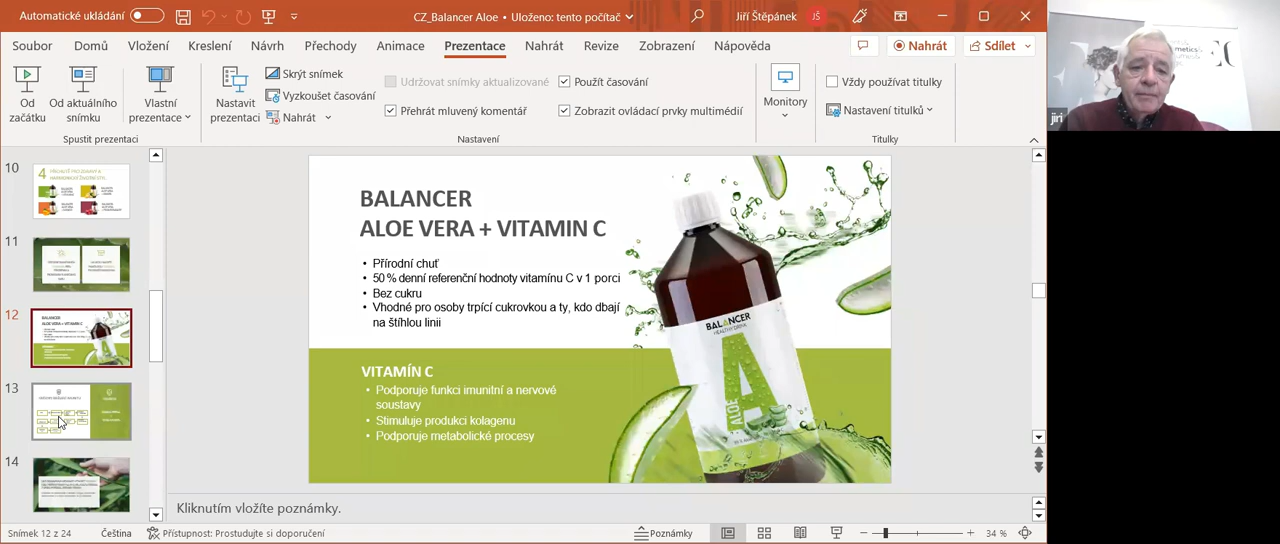 Automatické ukládání
CZ_Balancer Aloe • Uloženo: tento počítač
Jiří Štěpánek
JŠ
Soubor Domů Vložení Kreslení Návrh Přechody Animace Prezentace Nahrát Revize Zobrazení Nápověda
Nahrát
Sdílet
Od začátku
Od aktuálního snímku
Vlastní prezentace
Nastavit prezentaci
Skrýt snímek
Vyzkoušet časování
Nahrát
Udržovat snímky aktualizované
Přehrát mluvený komentář
Použít časování
Zobrazit ovládací prvky multimédií
Monitory
Vždy používat titulky
Nastavení titulků
Spustit prezentaci
Nastavení
Titulky
jiri
10
11
12
BALANCER
ALOE VERA + VITAMIN C
13
14
BALANCER
ALOE VERA + VITAMIN C
• Přírodní chuť
• 50 % denní referenční hodnoty vitamínu C v 1 porci
• Bez cukru
• Vhodné pro osoby trpící cukrovkou a ty, kdo dbají
na štíhlou linii
VITAMÍN C
• Podporuje funkci imunitní a nervové
soustavy
• Stimuluje produkci kolagenu
• Podporuje metabolické procesy
BALANCER
HEALTHY DRINK
ALOE
Kliknutím vložíte poznámky.
Snímek 12 z 24
Čeština
Přístupnost: Prostudujte si doporučení
Poznámky
34 %